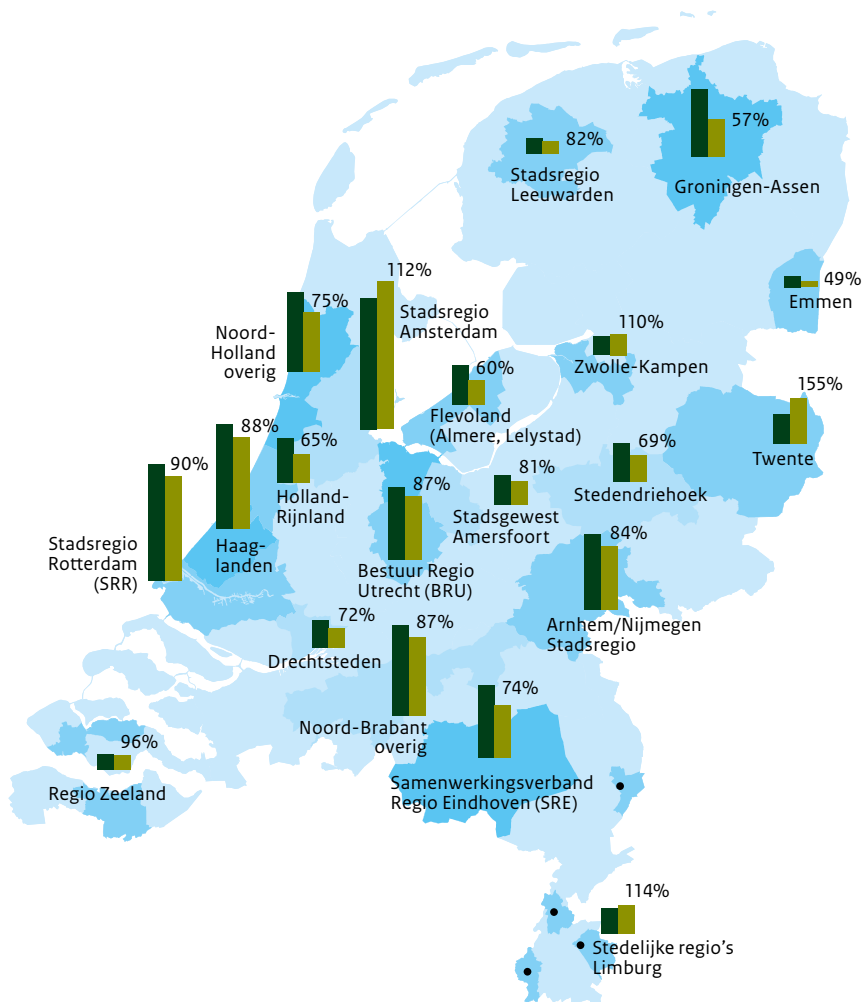 57%
Groningen-Assen
82%
Stadsregio
Leeuwarden
49%
Emmen
112%
Stadsregio
Amsterdam
75%
Noord-
Holland
overig
110%
Zwolle-Kampen
60%
Flevoland
(Almere, Lelystad)
155%
Twente
88%
Haag-
landen
65%
Holland-
Rijnland
69%
Stedendriehoek
90%
Stadsregio
Rotterdam
(SRR)
87%
Bestuur Regio
Utrecht (BRU)
81%
Stadsgewest
Amersfoort
84%
Arnhem/Nijmegen
Stadsregio
72%
Drechtsteden
87%
Noord-Brabant
overig
74%
Samenwerkingsverband
Regio Eindhoven (SRE)
96%
Regio Zeeland
114%
Stedelijke regio’s
Limburg